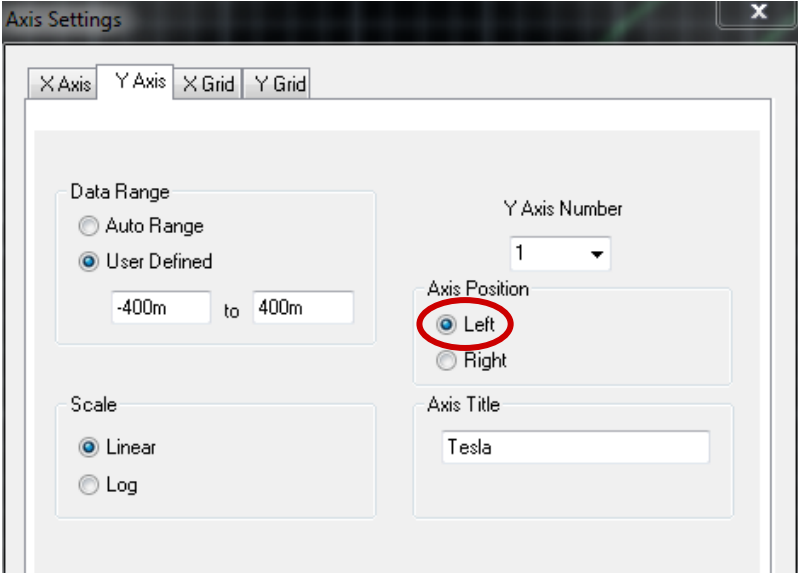 Axis Settings
x
X Axis
Y Axis
X Grid
Y Grid
Data Range
Auto Range
User Defined
-400m to 400m
Y Axis Number
1
Axis Position
Left
Right
Scale
Linear
Log
Axis Title
Tesla